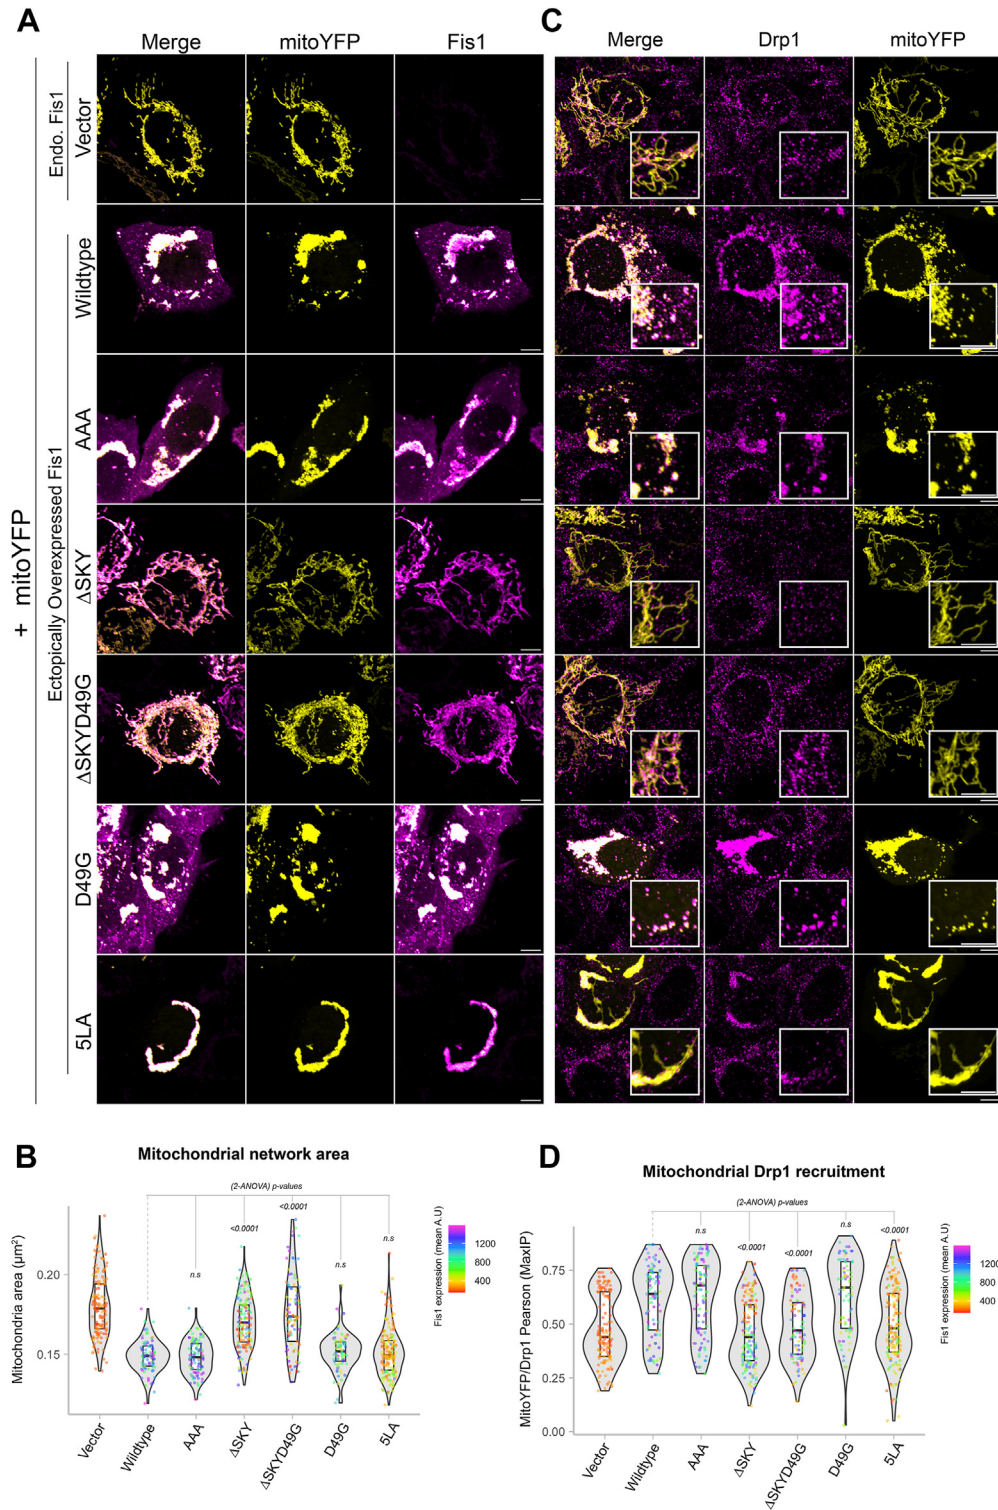 A
Merge
mitoYFP
Fis1
C
Merge
Drp1
mitoYFP
+ mitoYFP
Endo. Fis1
Ectopically Overexpressed Fis1
Vector
Wildtype
AAA
ΔSKY
ΔSKYD49G
D49G
5LA
B
Mitochondrial network area
(2-ANOVA) p-values
n.s
<0.0001
<0.0001
n.s
n.s
Mitochondria area (µm²)
0.20
0.15
Vector
Wildtype
AAA
ΔSKY
ΔSKYD49G
D49G
5LA
Fis1 expression (mean A.U)
1200
800
400
D
Mitochondrial Drp1 recruitment
(2-ANOVA) p-values
n.s
<0.0001
<0.0001
n.s
<0.0001
MitoYFP/Drp1 Pearson (MaxIP)
0.75
0.50
0.25
0.00
Vector
Wildtype
AAA
ΔSKY
ΔSKYD49G
D49G
5LA
Fis1 expression (mean A.U)
1200
800
400